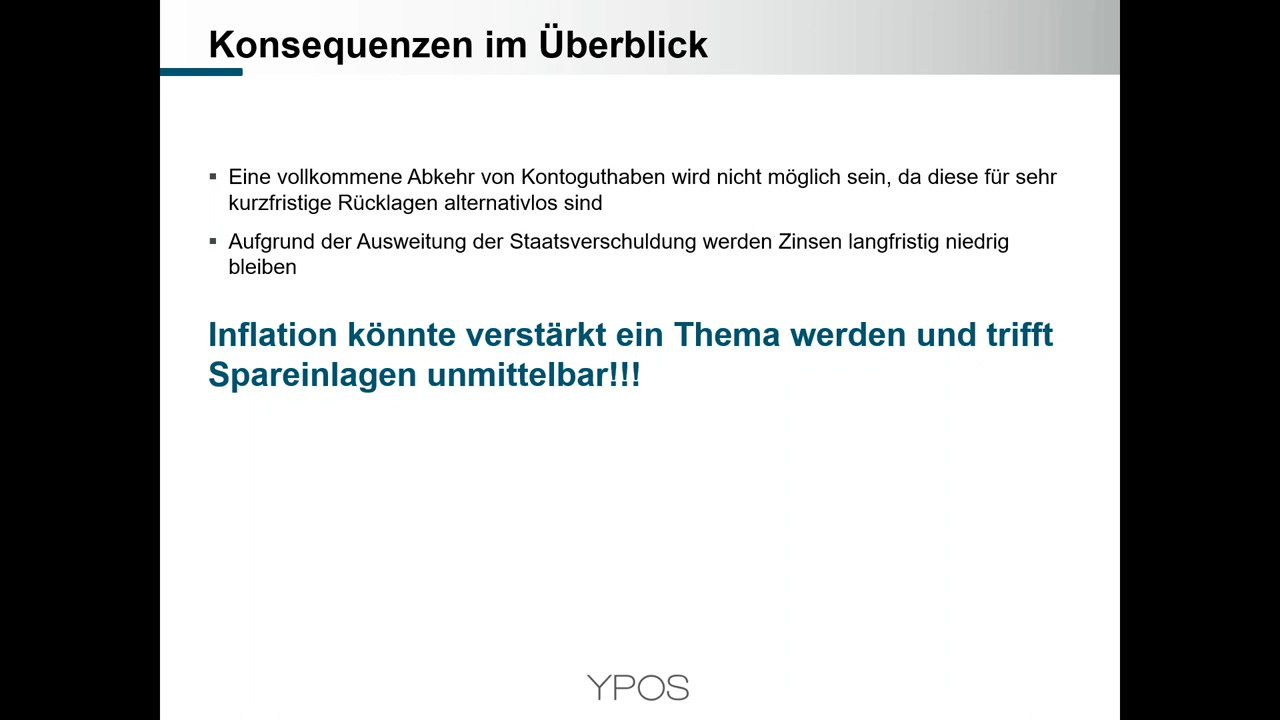 Konsequenzen im Überblick
▪ Eine vollkommene Abkehr von Kontoguthaben wird nicht möglich sein, da diese für sehr
kurzfristige Rücklagen alternativlos sind
▪ Aufgrund der Ausweitung der Staatsverschuldung werden Zinsen langfristig niedrig
bleiben
Inflation könnte verstärkt ein Thema werden und trifft
Spareinlagen unmittelbar!!!
YPOS